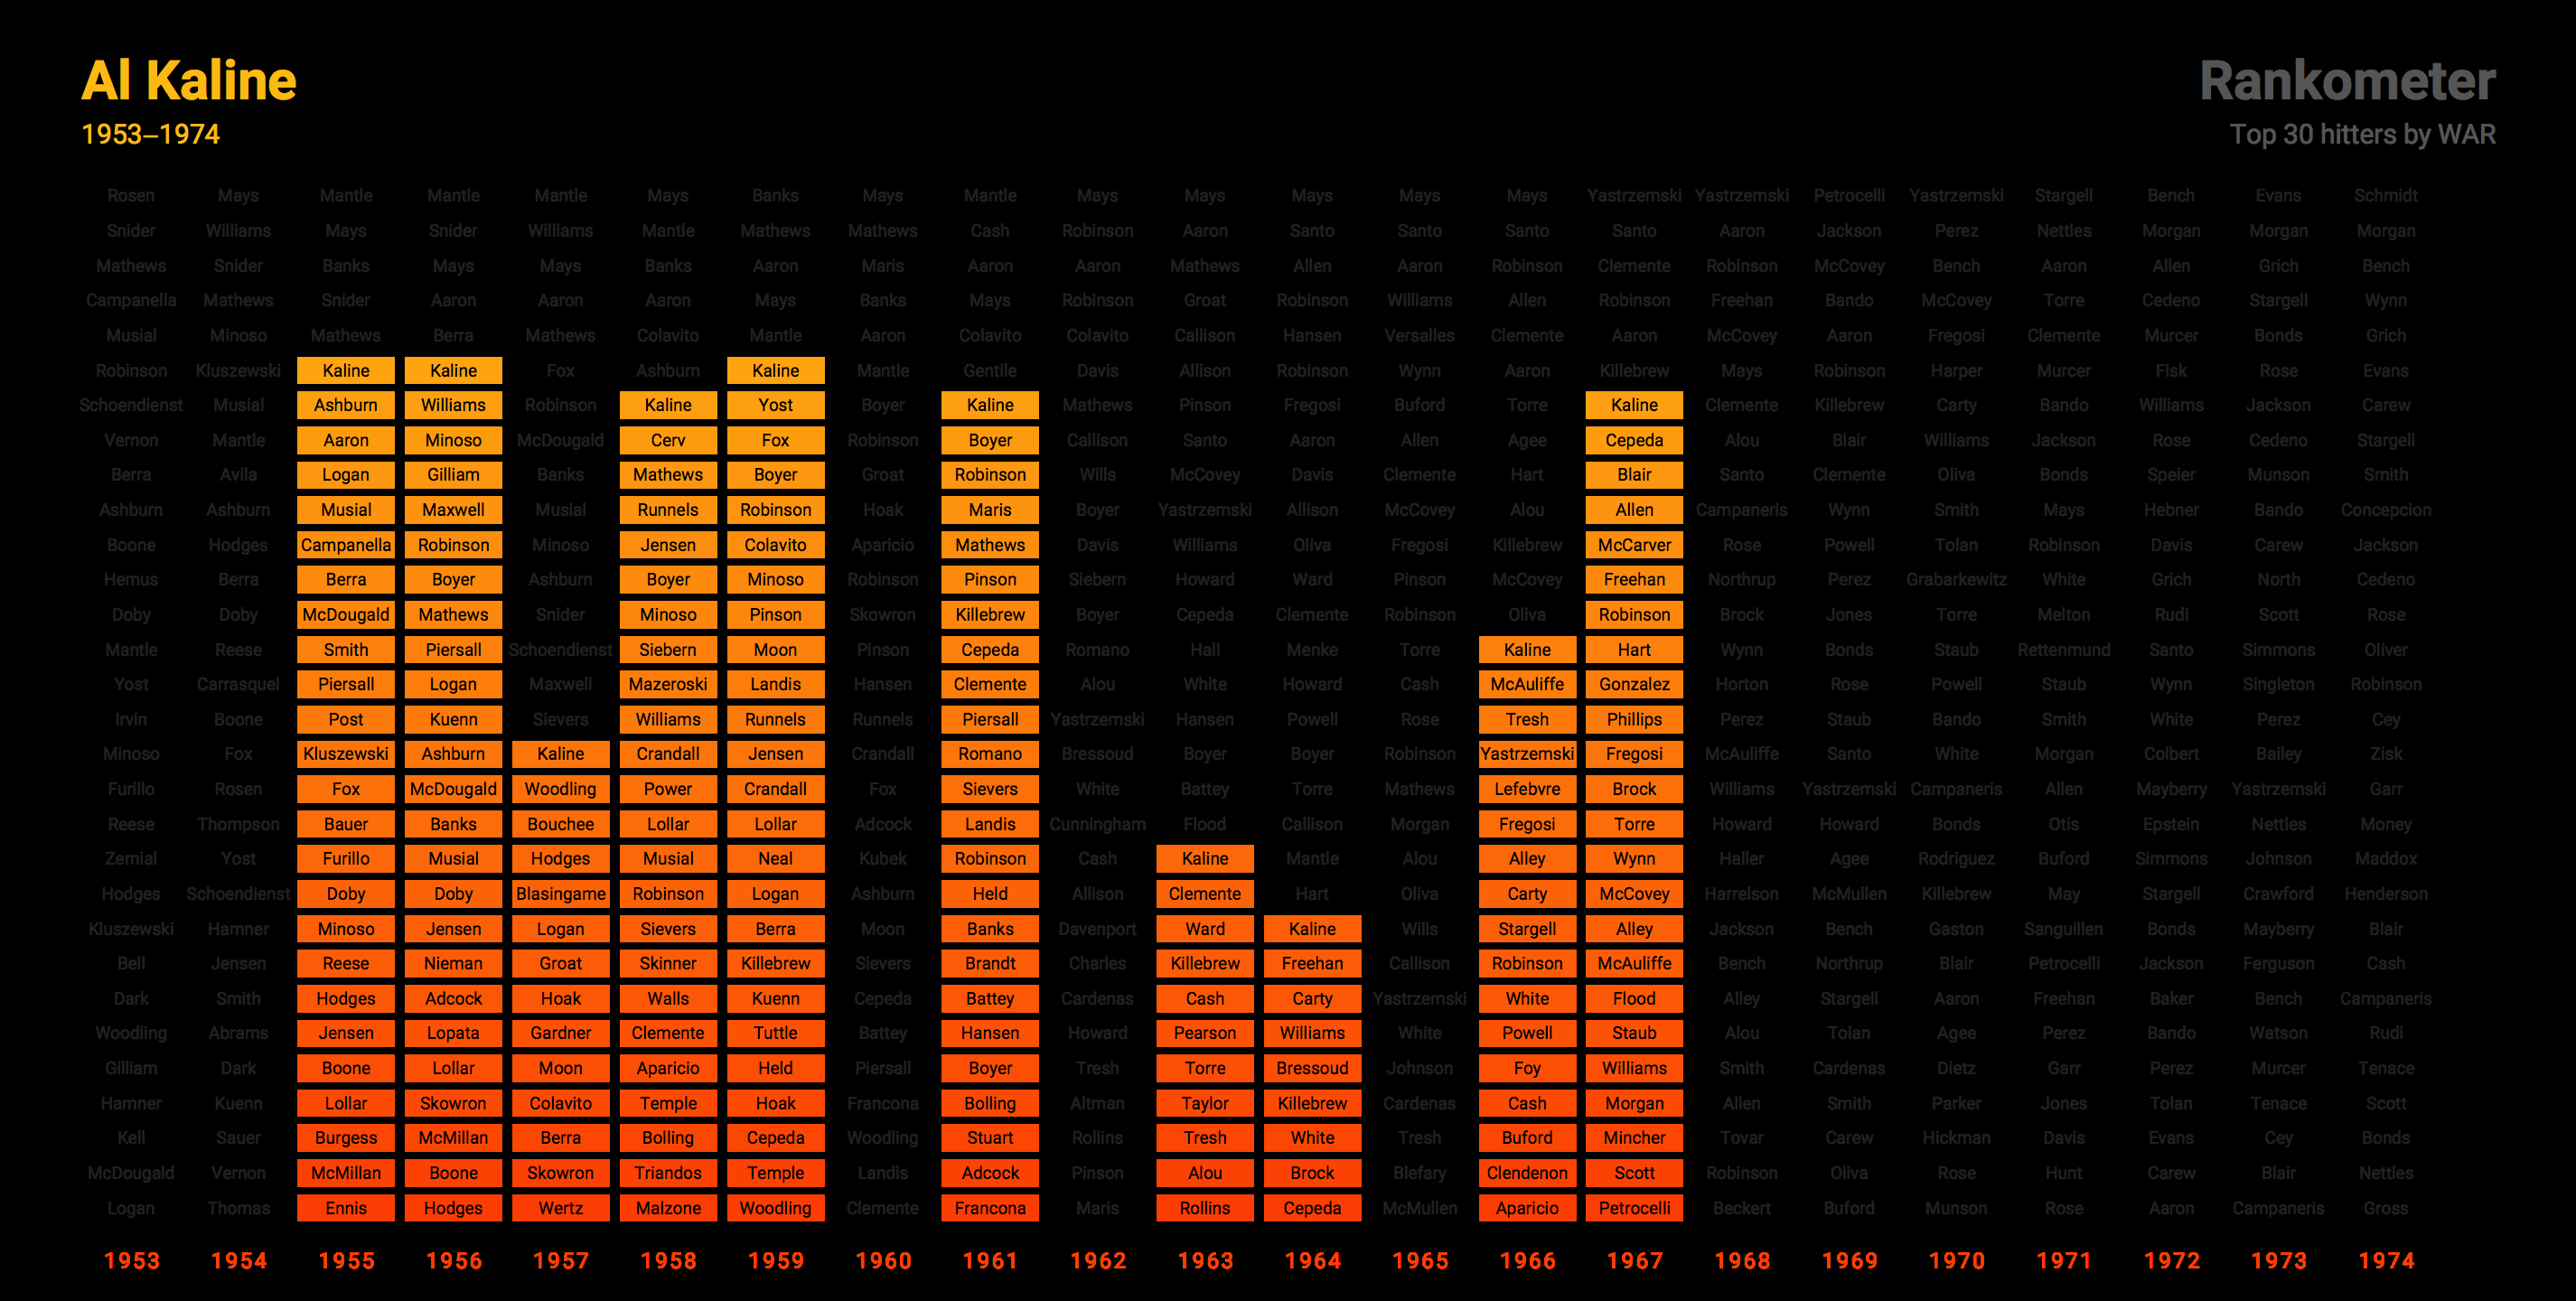 Al Kaline
1953–1974
Rankometer
Top 30 hitters by WAR
Rosen Mays Mantle Mantle Mantle Mays Banks Mays Mantle Mays Mays Mays Mays Mays Yastrzemski Yastrzemski Petrocelli Yastrzemski Stargell Bench Evans Schmidt
Snider Williams Mays Snider Williams Mantle Mathews Mathews Cash Robinson Aaron Santo Santo Santo Santo Aaron Jackson Perez Nettles Morgan Morgan Morgan
Mathews Snider Banks Mays Mays Banks Aaron Maris Aaron Aaron Mathews Allen Aaron Robinson Clemente Robinson McCovey Bench Aaron Allen Grich Bench
Campanella Mathews Snider Aaron Aaron Aaron Mays Banks Mays Robinson Groat Robinson Williams Allen Robinson Freehan Bando McCovey Torre Cedeno Stargell Wynn
Musial Minoso Mathews Berra Mathews Colavito Mantle Aaron Colavito Colavito Callison Hansen Versalles Clemente Aaron McCovey Aaron Fregosi Clemente Murcer Bonds Grich
Robinson Kluszewski Kaline Kaline Fox Ashburn Kaline Mantle Gentile Davis Allison Robinson Wynn Aaron Killebrew Mays Robinson Harper Murcer Fisk Rose Evans
Schoendienst Musial Ashburn Williams Robinson Kaline Yost Boyer Kaline Mathews Pinson Fregosi Buford Torre Kaline Clemente Killebrew Carty Bando Williams Jackson Carew
Vernon Mantle Aaron Minoso McDougald Cerv Fox Robinson Boyer Callison Santo Aaron Allen Agee Cepeda Alou Blair Williams Jackson Rose Cedeno Stargell
Berra Avila Logan Gilliam Banks Mathews Boyer Groat Robinson Wills McCovey Davis Clemente Hart Blair Santo Clemente Oliva Bonds Speier Munson Smith
Ashburn Ashburn Musial Maxwell Musial Runnels Robinson Hoak Maris Boyer Yastrzemski Allison McCovey Alou Allen Campaneris Wynn Smith Mays Hebner Bando Concepcion
Boone Hodges Campanella Robinson Minoso Jensen Colavito Aparicio Mathews Davis Williams Oliva Fregosi Killebrew McCarver Rose Powell Tolan Robinson Davis Carew Jackson
Hemus Berra Berra Boyer Ashburn Boyer Minoso Robinson Pinson Siebern Howard Ward Pinson McCovey Freehan Northrup Perez Grabarkewitz White Grich North Cedeno
Doby Doby McDougald Mathews Snider Minoso Pinson Skowron Killebrew Boyer Cepeda Clemente Robinson Oliva Robinson Brock Jones Torre Melton Rudi Scott Rose
Mantle Reese Smith Piersall Schoendienst Siebern Moon Pinson Cepeda Romano Hall Menke Torre Kaline Hart Wynn Bonds Staub Rettenmund Santo Simmons Oliver
Yost Carrasquel Piersall Logan Maxwell Mazeroski Landis Hansen Clemente Alou White Howard Cash McAuliffe Gonzalez Horton Rose Powell Staub Wynn Singleton Robinson
Irvin Boone Post Kuenn Sievers Williams Runnels Runnels Piersall Yastrzemski Hansen Powell Rose Tresh Phillips Perez Staub Bando Smith White Perez Cey
Minoso Fox Kluszewski Ashburn Kaline Crandall Jensen Crandall Romano Bressoud Boyer Boyer Robinson Yastrzemski Fregosi McAuliffe Santo White Morgan Colbert Bailey Zisk
Furillo Rosen Fox McDougald Woodling Power Crandall Fox Sievers White Battey Torre Mathews Lefebvre Brock Williams Yastrzemski Campaneris Allen Mayberry Yastrzemski Garr
Reese Thompson Bauer Banks Bouchee Lollar Lollar Adcock Landis Cunningham Flood Callison Morgan Fregosi Torre Howard Howard Bonds Otis Epstein Nettles Money
Zernial Yost Furillo Musial Hodges Musial Neal Kubek Robinson Cash Kaline Mantle Alou Alley Wynn Haller Agee Rodriguez Buford Simmons Johnson Maddox
Hodges Schoendienst Doby Doby Blasingame Robinson Logan Ashburn Held Allison Clemente Hart Oliva Carty McCovey Harrelson McMullen Killebrew May Stargell Crawford Henderson
Kluszewski Hamner Minoso Jensen Logan Sievers Berra Moon Banks Davenport Ward Kaline Wills Stargell Alley Jackson Bench Gaston Sanguillen Bonds Mayberry Blair
Bell Jensen Reese Nieman Groat Skinner Killebrew Sievers Brandt Charles Killebrew Freehan Callison Robinson McAuliffe Bench Northrup Blair Petrocelli Jackson Ferguson Cash
Dark Smith Hodges Adcock Hoak Walls Kuenn Cepeda Battey Cardenas Cash Carty Yastrzemski White Flood Alley Stargell Aaron Freehan Baker Bench Campaneris
Woodling Abrams Jensen Lopata Gardner Clemente Tuttle Battey Hansen Howard Pearson Williams White Powell Staub Alou Tolan Agee Perez Bando Watson Rudi
Gilliam Dark Boone Lollar Moon Aparicio Held Piersall Boyer Tresh Torre Bressoud Johnson Foy Williams Smith Cardenas Dietz Garr Perez Murcer Tenace
Hamner Kuenn Lollar Skowron Colavito Temple Hoak Francona Bolling Altman Taylor Killebrew Cardenas Cash Morgan Allen Smith Parker Jones Tolan Tenace Scott
Kell Sauer Burgess McMillan Berra Bolling Cepeda Woodling Stuart Rollins Tresh White Tresh Buford Mincher Tovar Carew Hickman Davis Evans Cey Bonds
McDougald Vernon McMillan Boone Skowron Triandos Temple Landis Adcock Pinson Alou Brock Blefary Clendenon Scott Robinson Oliva Rose Hunt Carew Blair Nettles
Logan Thomas Ennis Hodges Wertz Malzone Woodling Clemente Francona Maris Rollins Cepeda McMullen Aparicio Petrocelli Beckert Buford Munson Rose Aaron Campaneris Gross
1953 1954 1955 1956 1957 1958 1959 1960 1961 1962 1963 1964 1965 1966 1967 1968 1969 1970 1971 1972 1973 1974